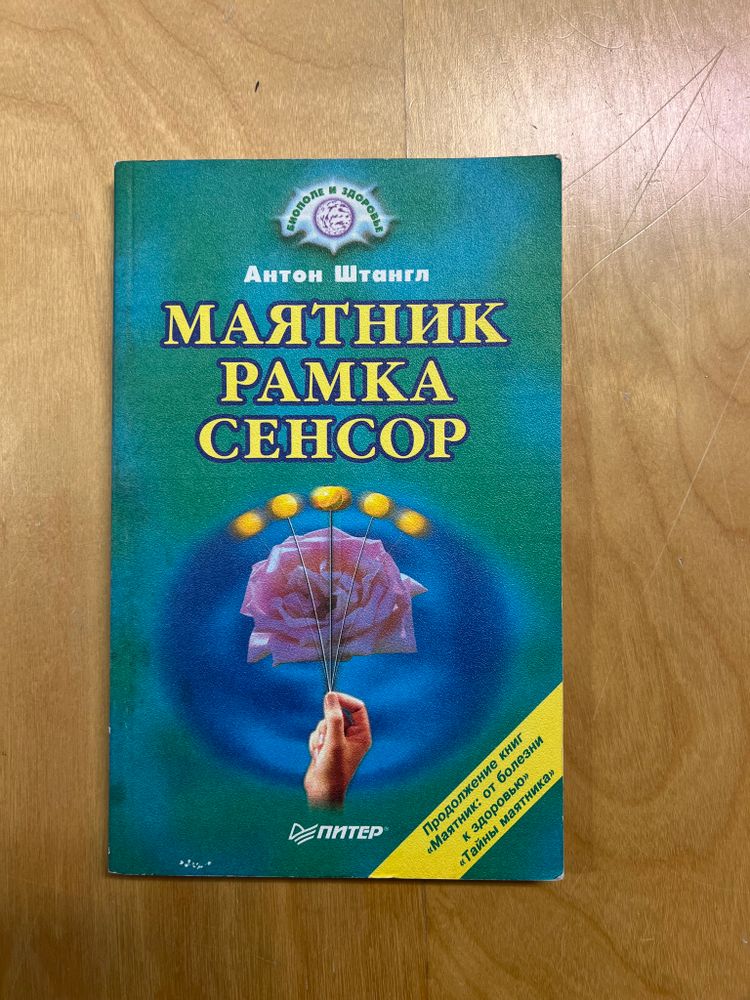 БИОПОЛЕ И ЗДОРОВЬЕ
Антон Штангл
МАЯТНИК
РАМКА
СЕНСОР
Продолжение книг
«Маятник: от болезни
к здоровью»
«Тайны маятника»
ПИТЕР®